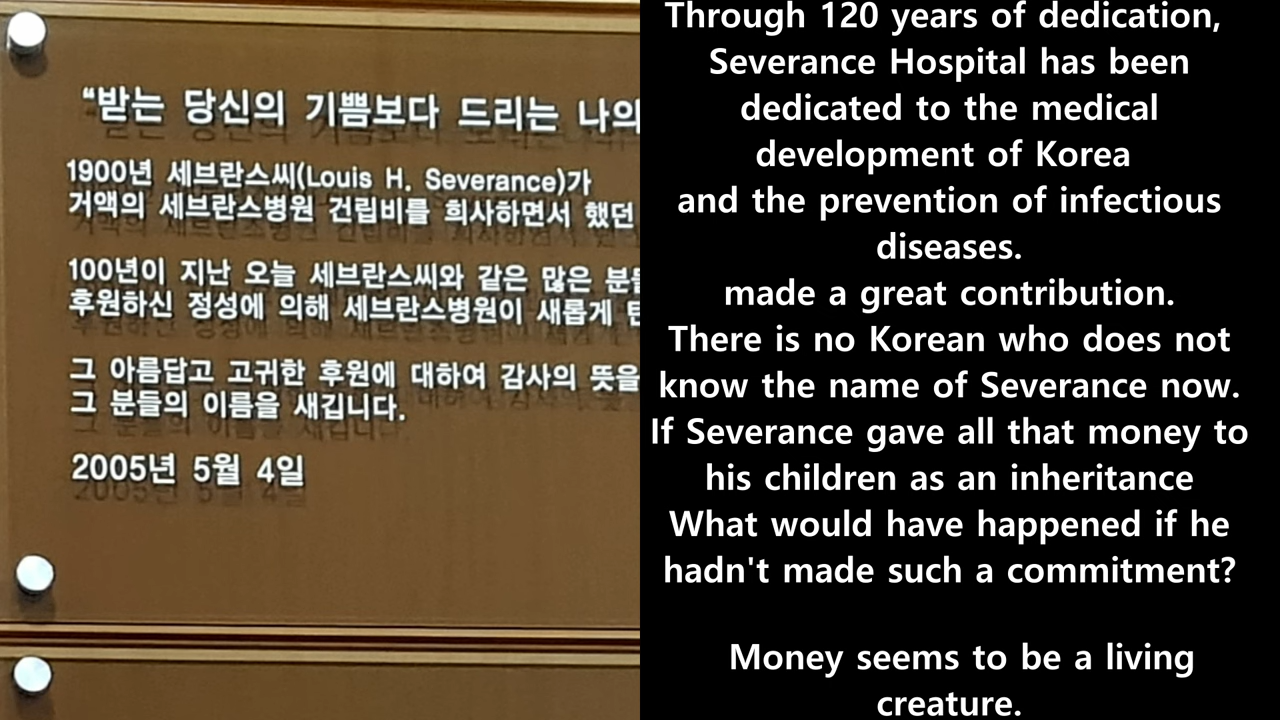 “받는 당신의 기쁨보다 드리는 나의
1900년 세브란스씨(Louis H. Severance)가
거액의 세브란스병원 건립비를 희사하면서 했던
100년이 지난 오늘 세브란스씨와 같은 많은
후원하신 정성에 의해 세브란스병원이 새롭게
그 아름답고 고귀한 후원에 대하여 감사의 뜻을
그 분들의 이름을 새깁니다.
2005년 5월 4일
Through 120 years of dedication,
Severance Hospital has been
dedicated to the medical
development of Korea
and the prevention of infectious
diseases.
made a great contribution.
There is no Korean who does not
know the name of Severance now.
If Severance gave all that money to
his children as an inheritance
What would have happened if he
hadn't made such a commitment?
Money seems to be a living
creature.